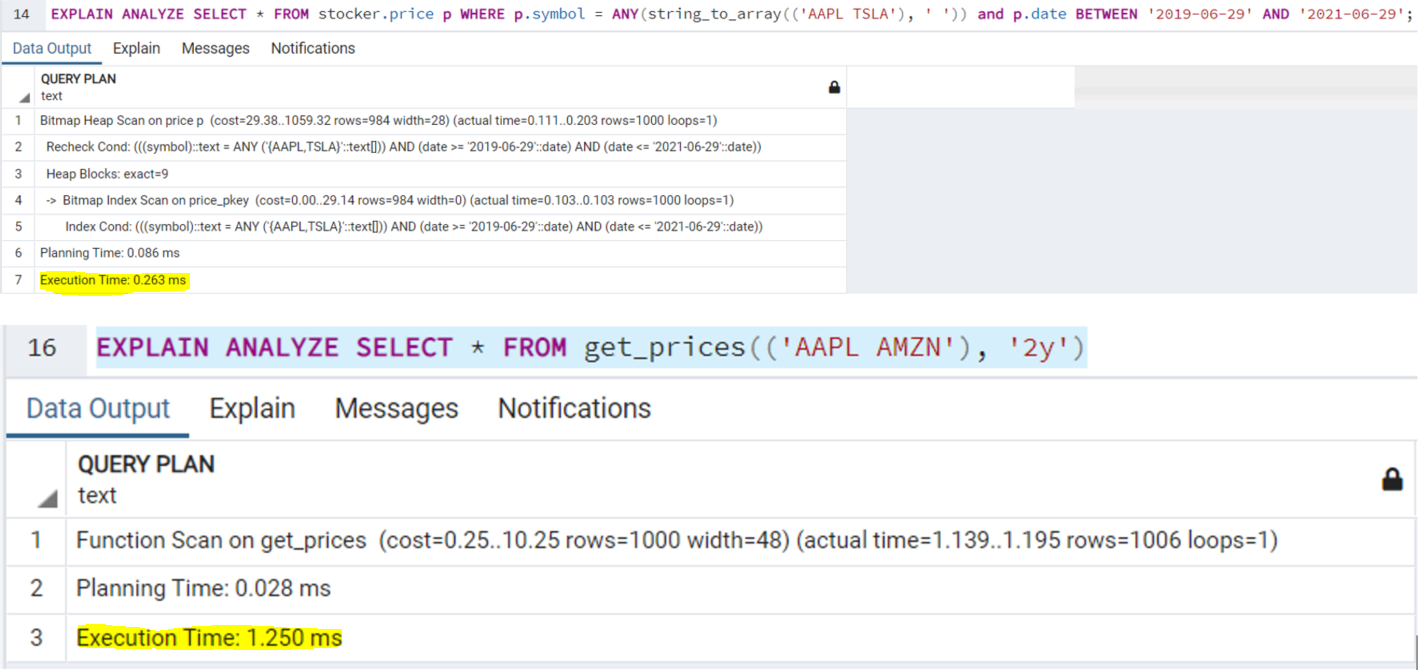 14 EXPLAIN ANALYZE SELECT * FROM stocker.price p WHERE p.symbol = ANY(string_to_array(('AAPL TSLA'), ' ')) and p.date BETWEEN '2019-06-29' AND '2021-06-29';
Data Output Explain Messages Notifications
QUERY PLAN
text
1 Bitmap Heap Scan on price p (cost=29.38..1059.32 rows=984 width=28) (actual time=0.111..0.203 rows=1000 loops=1)
2 Recheck Cond: (((symbol)::text = ANY ('{AAPL,TSLA}'::text[])) AND (date >= '2019-06-29'::date) AND (date <= '2021-06-29'::date))
3 Heap Blocks: exact=9
4 -> Bitmap Index Scan on price_pkey (cost=0.00..29.14 rows=984 width=0) (actual time=0.103..0.103 rows=1000 loops=1)
5 Index Cond: (((symbol)::text = ANY ('{AAPL,TSLA}'::text[])) AND (date >= '2019-06-29'::date) AND (date <= '2021-06-29'::date))
6 Planning Time: 0.086 ms
7 Execution Time: 0.263 ms
16 EXPLAIN ANALYZE SELECT * FROM get_prices(('AAPL AMZN'), '2y')
Data Output Explain Messages Notifications
QUERY PLAN
text
1 Function Scan on get_prices (cost=0.25..10.25 rows=1000 width=48) (actual time=1.139..1.195 rows=1006 loops=1)
2 Planning Time: 0.028 ms
3 Execution Time: 1.250 ms